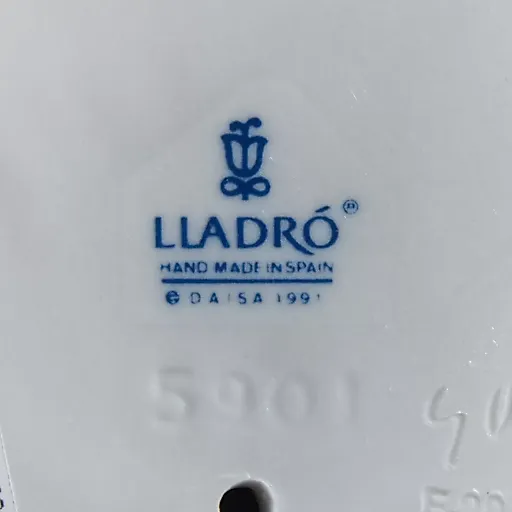 LLADRÓ
HAND MADE IN SPAIN
© DAISA 1991
5901